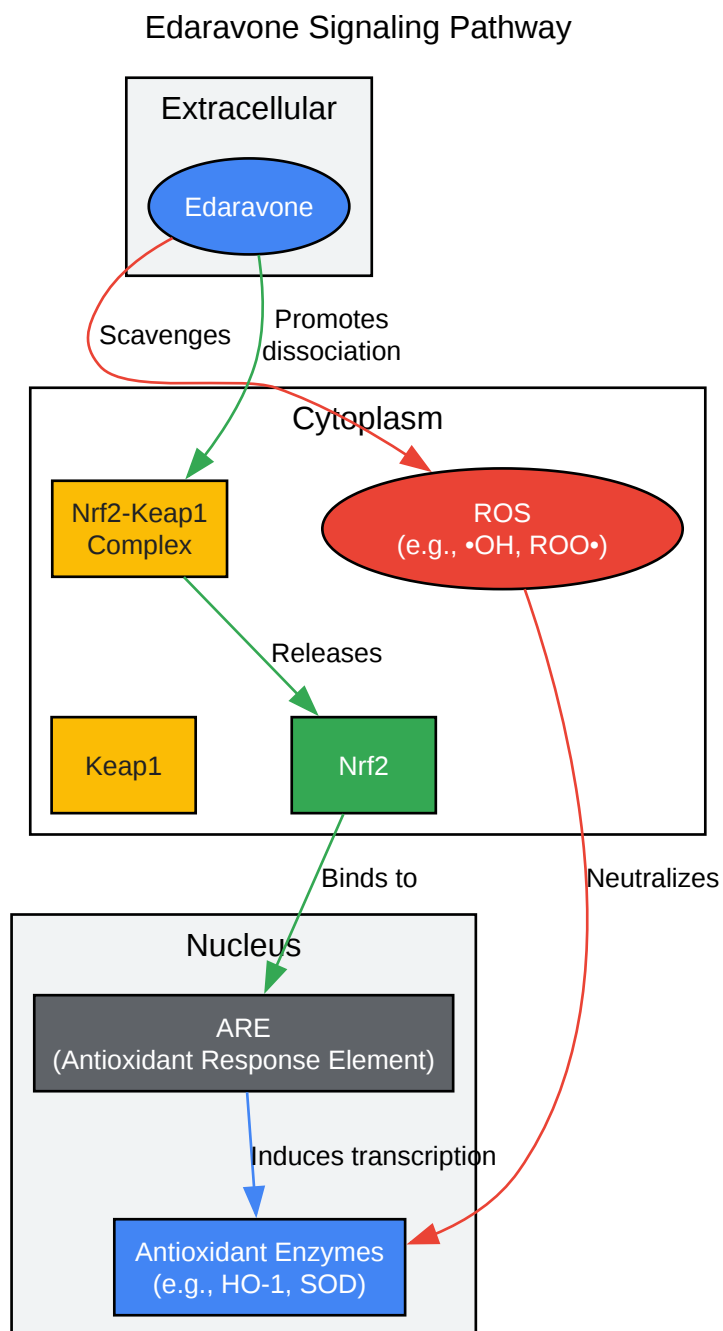 Edaravone Signaling Pathway
Extracellular
Edaravone
Scavenges
Promotes
dissociation
Cytoplasm
Nrf2-Keap1
Complex
ROS
(e.g., •OH, ROO•)
Releases
Keap1
Nrf2
Binds to
Neutralizes
Nucleus
ARE
(Antioxidant Response Element)
Induces transcription
Antioxidant Enzymes
(e.g., HO-1, SOD)